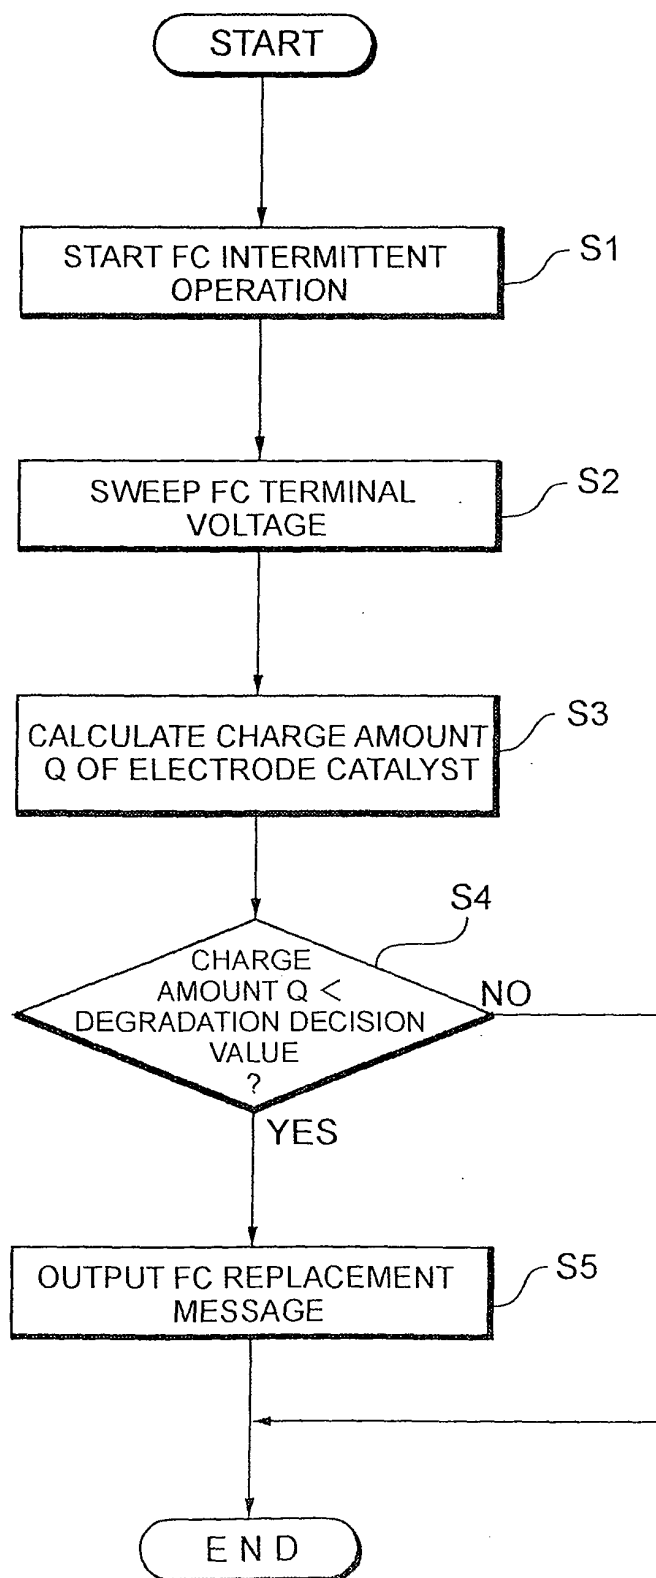 START
START FC INTERMITTENT
OPERATION
S1
SWEEP FC TERMINAL
VOLTAGE
S2
CALCULATE CHARGE AMOUNT
Q OF ELECTRODE CATALYST
S3
CHARGE
AMOUNT Q <
DEGRADATION DECISION
VALUE
?
S4
NO
YES
OUTPUT FC REPLACEMENT
MESSAGE
S5
END